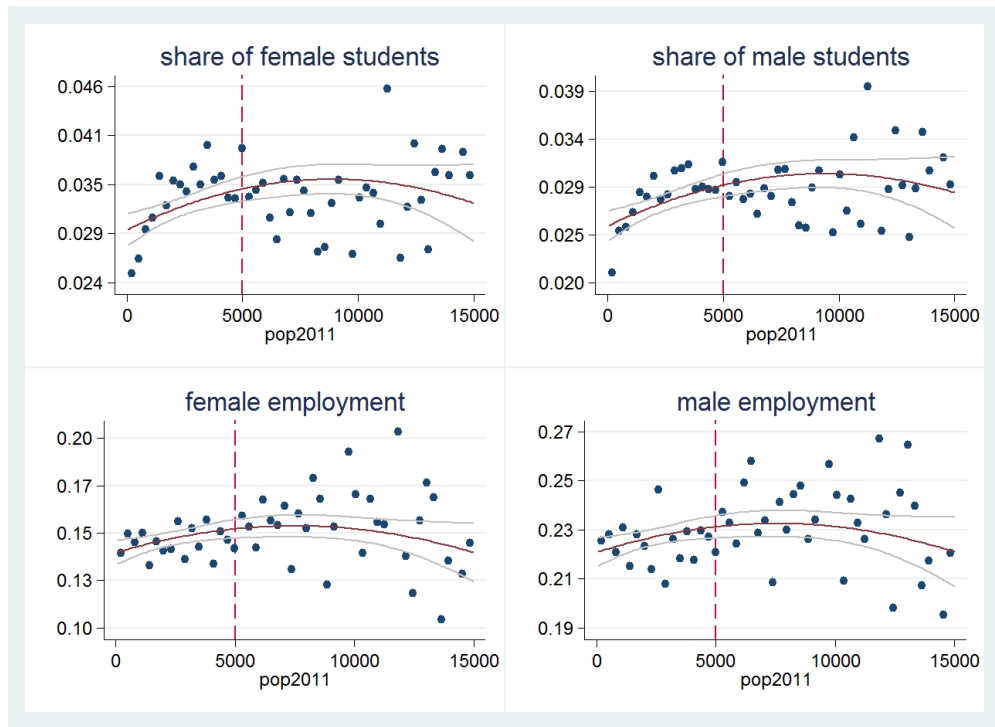 share of female students
0.046
0.041
0.035
0.029
0.024
0 5000 10000 15000
pop2011
share of male students
0.039
0.034
0.029
0.025
0.020
0 5000 10000 15000
pop2011
female employment
0.20
0.17
0.15
0.13
0.10
0 5000 10000 15000
pop2011
male employment
0.27
0.25
0.23
0.21
0.19
0 5000 10000 15000
pop2011